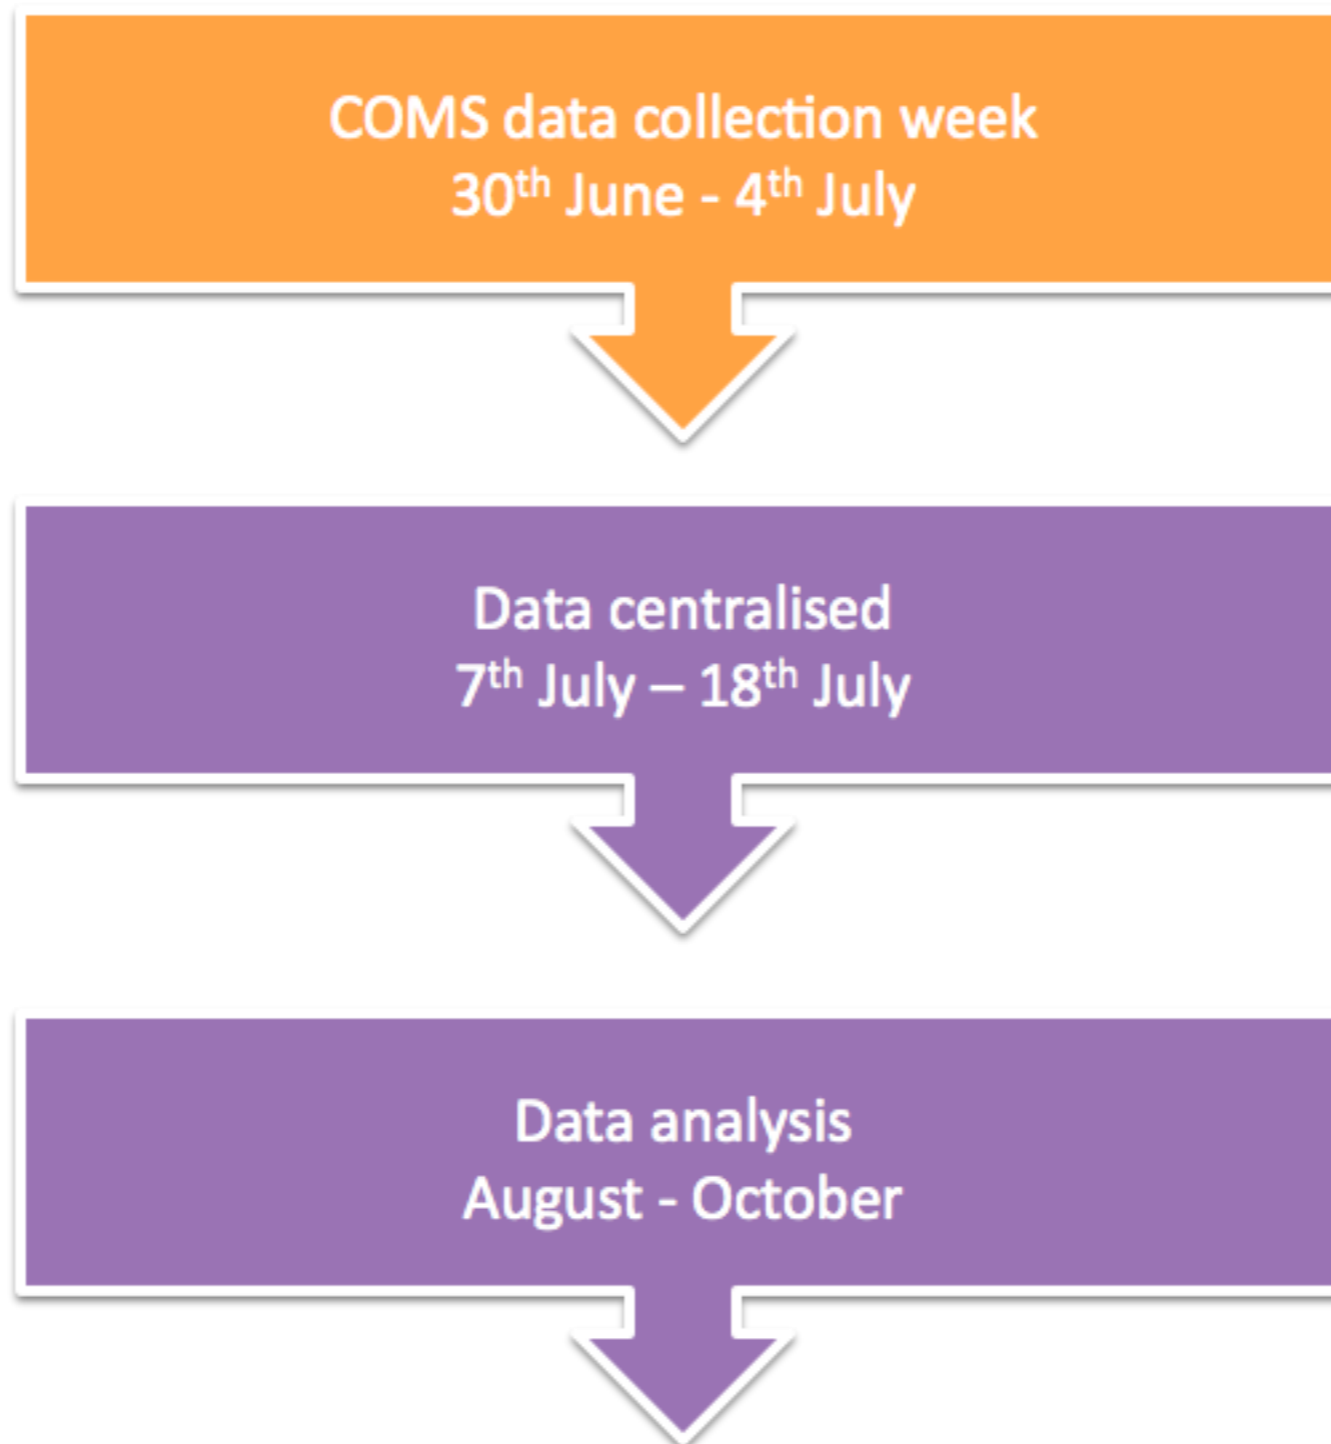 COMS data collection week
30th June - 4th July
Data centralised
7th July – 18th July
Data analysis
August - October